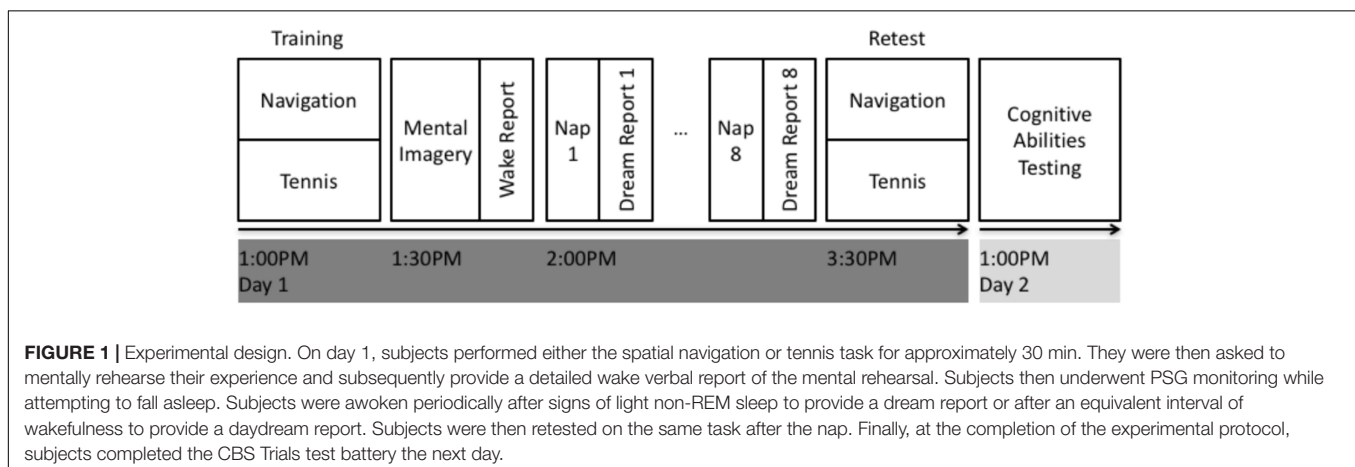 Training
Retest
Navigation
Tennis
Mental
Imagery
Wake Report
Nap
1
Dream Report 1
...
Nap
8
Dream Report 8
Navigation
Tennis
Cognitive
Abilities
Testing
1:00PM
Day 1
1:30PM
2:00PM
3:30PM
1:00PM
Day 2
FIGURE 1 | Experimental design. On day 1, subjects performed either the spatial navigation or tennis task for approximately 30 min. They were then asked to
mentally rehearse their experience and subsequently provide a detailed wake verbal report of the mental rehearsal. Subjects then underwent PSG monitoring while
attempting to fall asleep. Subjects were awoken periodically after signs of light non-REM sleep to provide a dream report or after an equivalent interval of
wakefulness to provide a daydream report. Subjects were then retested on the same task after the nap. Finally, at the completion of the experimental protocol,
subjects completed the CBS Trials test battery the next day.